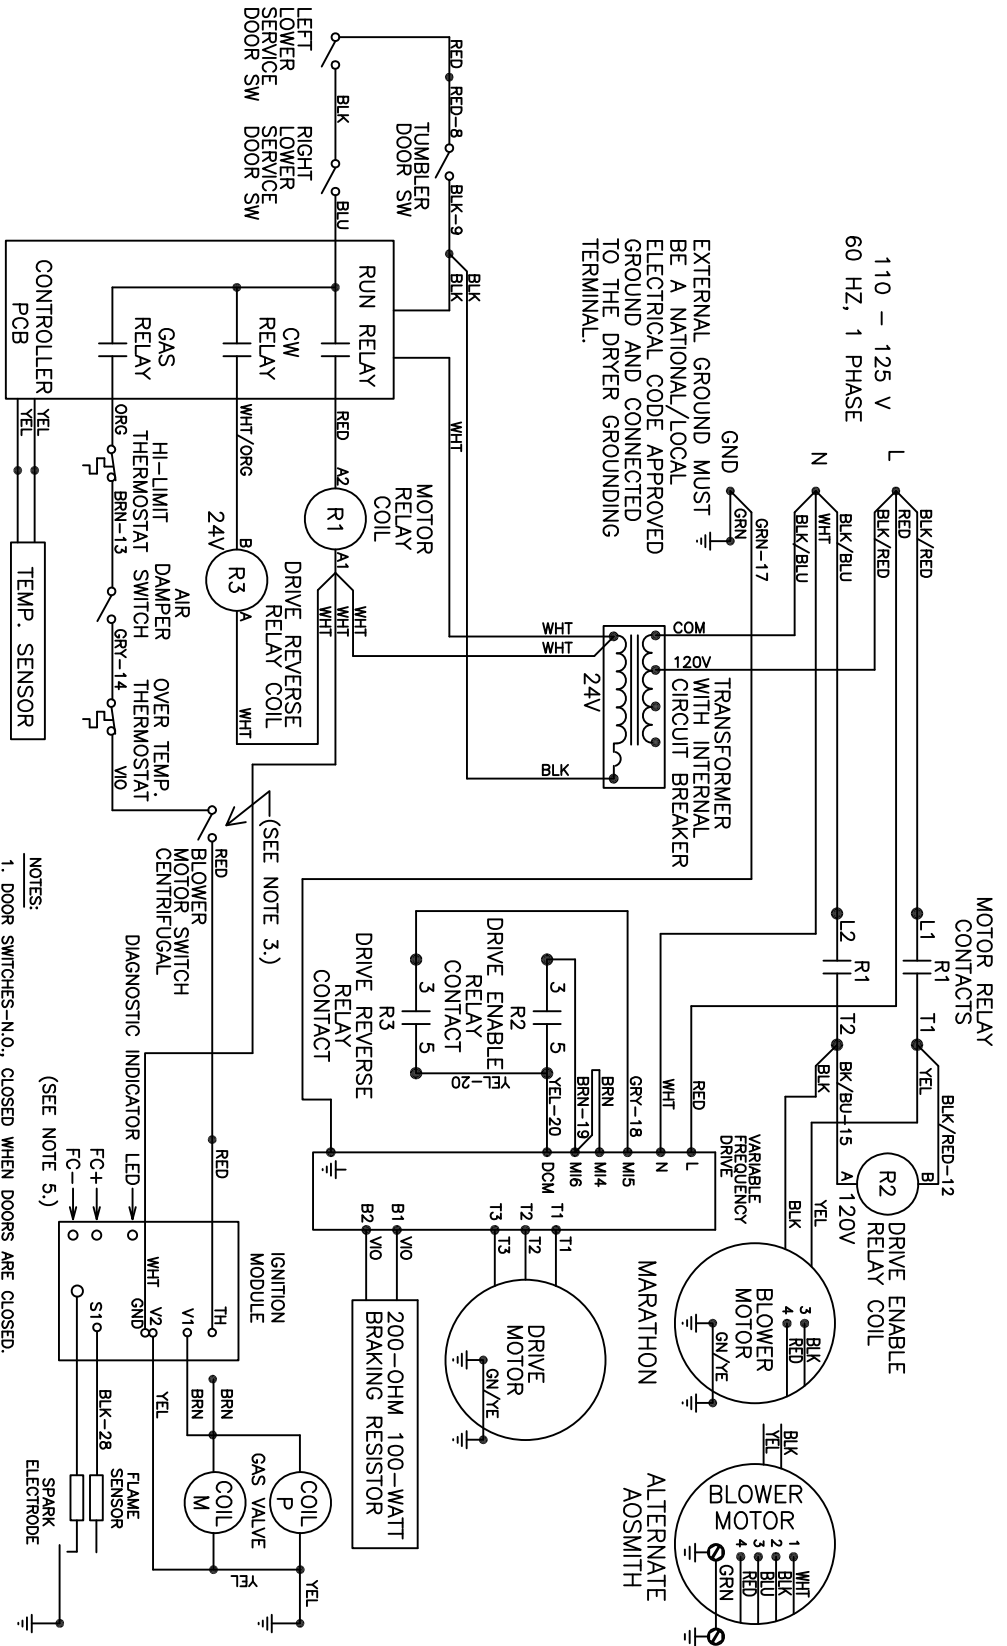 110 – 125 V
60 HZ, 1 PHASE
L
N
GND
BLK/RED
RED
BLK/RED
BLK/BLU
WHT
BLK/BLU
GRN-17
GRN
EXTERNAL GROUND MUST
BE A NATIONAL/LOCAL
ELECTRICAL CODE APPROVED
GROUND AND CONNECTED
TO THE DRYER GROUNDING
TERMINAL.
MOTOR RELAY
CONTACTS
L1
R1
T1
L2
R1
T2
YEL
BLK/RED-12
BLK
BK/BU-15
A
R2
B
120V
DRIVE ENABLE
RELAY COIL
YEL
BLK
BLOWER
MOTOR
3
4
BLK
RED
GN/YE
MARATHON
BLK
YEL
BLOWER
MOTOR
1
2
3
4
WHT
BLK
BLU
RED
GRN
ALTERNATE
AOSMITH
COM
120V
TRANSFORMER
WITH INTERNAL
CIRCUIT BREAKER
24V
WHT
WHT
BLK
RED
RED-8
TUMBLER
DOOR SW
BLK-9
BLK
BLK
LEFT
LOWER
SERVICE
DOOR SW
BLK
RIGHT
LOWER
SERVICE
DOOR SW
BLU
RUN RELAY
CW
RELAY
GAS
RELAY
CONTROLLER
PCB
WHT
RED
A2
R1
A1
MOTOR
RELAY
COIL
WHT
WHT
WHT
WHT/ORG
24V
B
R3
A
DRIVE REVERSE
RELAY COIL
WHT
ORG
HI-LIMIT
THERMOSTAT
BRN-13
AIR
DAMPER
SWITCH
GRY-14
OVER TEMP.
THERMOSTAT
VIO
YEL
YEL
TEMP. SENSOR
(SEE NOTE 3.)
RED
BLOWER
MOTOR SWITCH
CENTRIFUGAL
RED
DRIVE ENABLE
RELAY
CONTACT
R2
3
5
DRIVE REVERSE
RELAY
CONTACT
R3
3
5
YEL-20
YEL-20
BRN-19
BRN
GRY-18
WHT
RED
VARIABLE
FREQUENCY
DRIVE
L
N
MI5
MI4
MI6
DCM
T1
T2
T3
B1
B2
T1
T2
T3
VIO
VIO
DRIVE
MOTOR
GN/YE
200-OHM 100-WATT
BRAKING RESISTOR
DIAGNOSTIC INDICATOR LED
FC+
FC-
(SEE NOTE 5.)
IGNITION
MODULE
TH
V1
V2
GND
WHT
S1
BRN
BRN
YEL
BLK-28
COIL
P
COIL
M
GAS VALVE
YEL
YEL
FLAME
SENSOR
SPARK
ELECTRODE
NOTES:
1. DOOR SWITCHES-N.O., CLOSED WHEN DOORS ARE CLOSED.